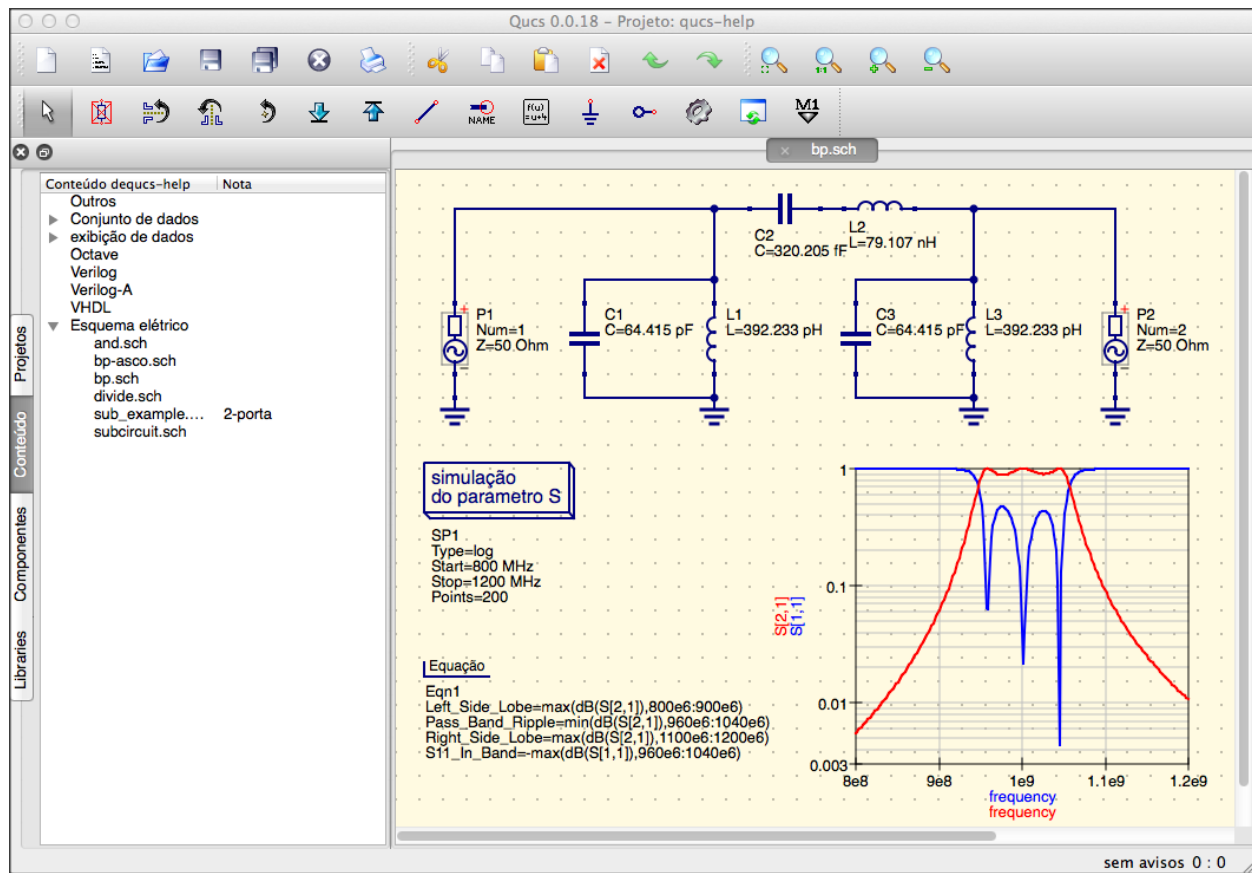 Qucs 0.0.18 - Projeto: qucs-help
NAME
f(u)
=u+4
M1
1:1
bp.sch
Conteúdo dequcs-help
Nota
Outros
Conjunto de dados
exibição de dados
Octave
Verilog
Verilog-A
VHDL
Esquema elétrico
and.sch
bp-asco.sch
bp.sch
divide.sch
sub_example.... 2-porta
subcircuit.sch
Projetos
Conteúdo
Componentes
Libraries
C2
C=320.205 fF
L2
L=79.107 nH
P1
Num=1
Z=50 Ohm
C1
C=64.415 pF
L1
L=392.233 pH
C3
C=64.415 pF
L3
L=392.233 pH
P2
Num=2
Z=50 Ohm
simulação
do parametro S
SP1
Type=log
Start=800 MHz
Stop=1200 MHz
Points=200
Equação
Eqn1
Left_Side_Lobe=max(dB(S[2,1]),800e6:900e6)
Pass_Band_Ripple=min(dB(S[2,1]),960e6:1040e6)
Right_Side_Lobe=max(dB(S[2,1]),1100e6:1200e6)
S11_In_Band=-max(dB(S[1,1]),960e6:1040e6)
S[2,1]
S[1,1]
1
0.1
0.01
0.003
8e8
9e8
1e9
1.1e9
1.2e9
frequency
frequency
sem avisos 0 : 0